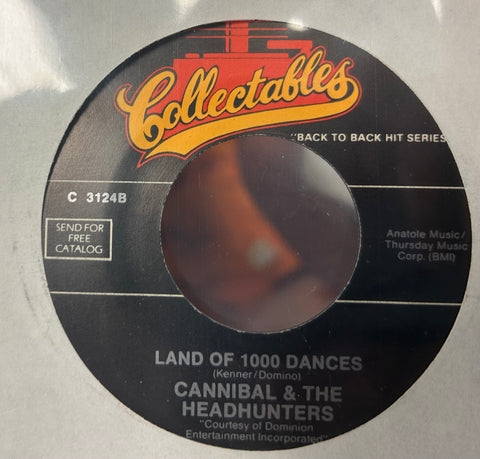 Collectables
"BACK TO BACK HIT SERIES
C 3124B
SEND FOR
FREE
CATALOG
Anatole Music/
Thursday Music
Corp. (BMI)
LAND OF 1000 DANCES
(Kenner/Domino)
CANNIBAL & THE
HEADHUNTERS
"Courtesy of Dominion
Entertainment Incorporated"